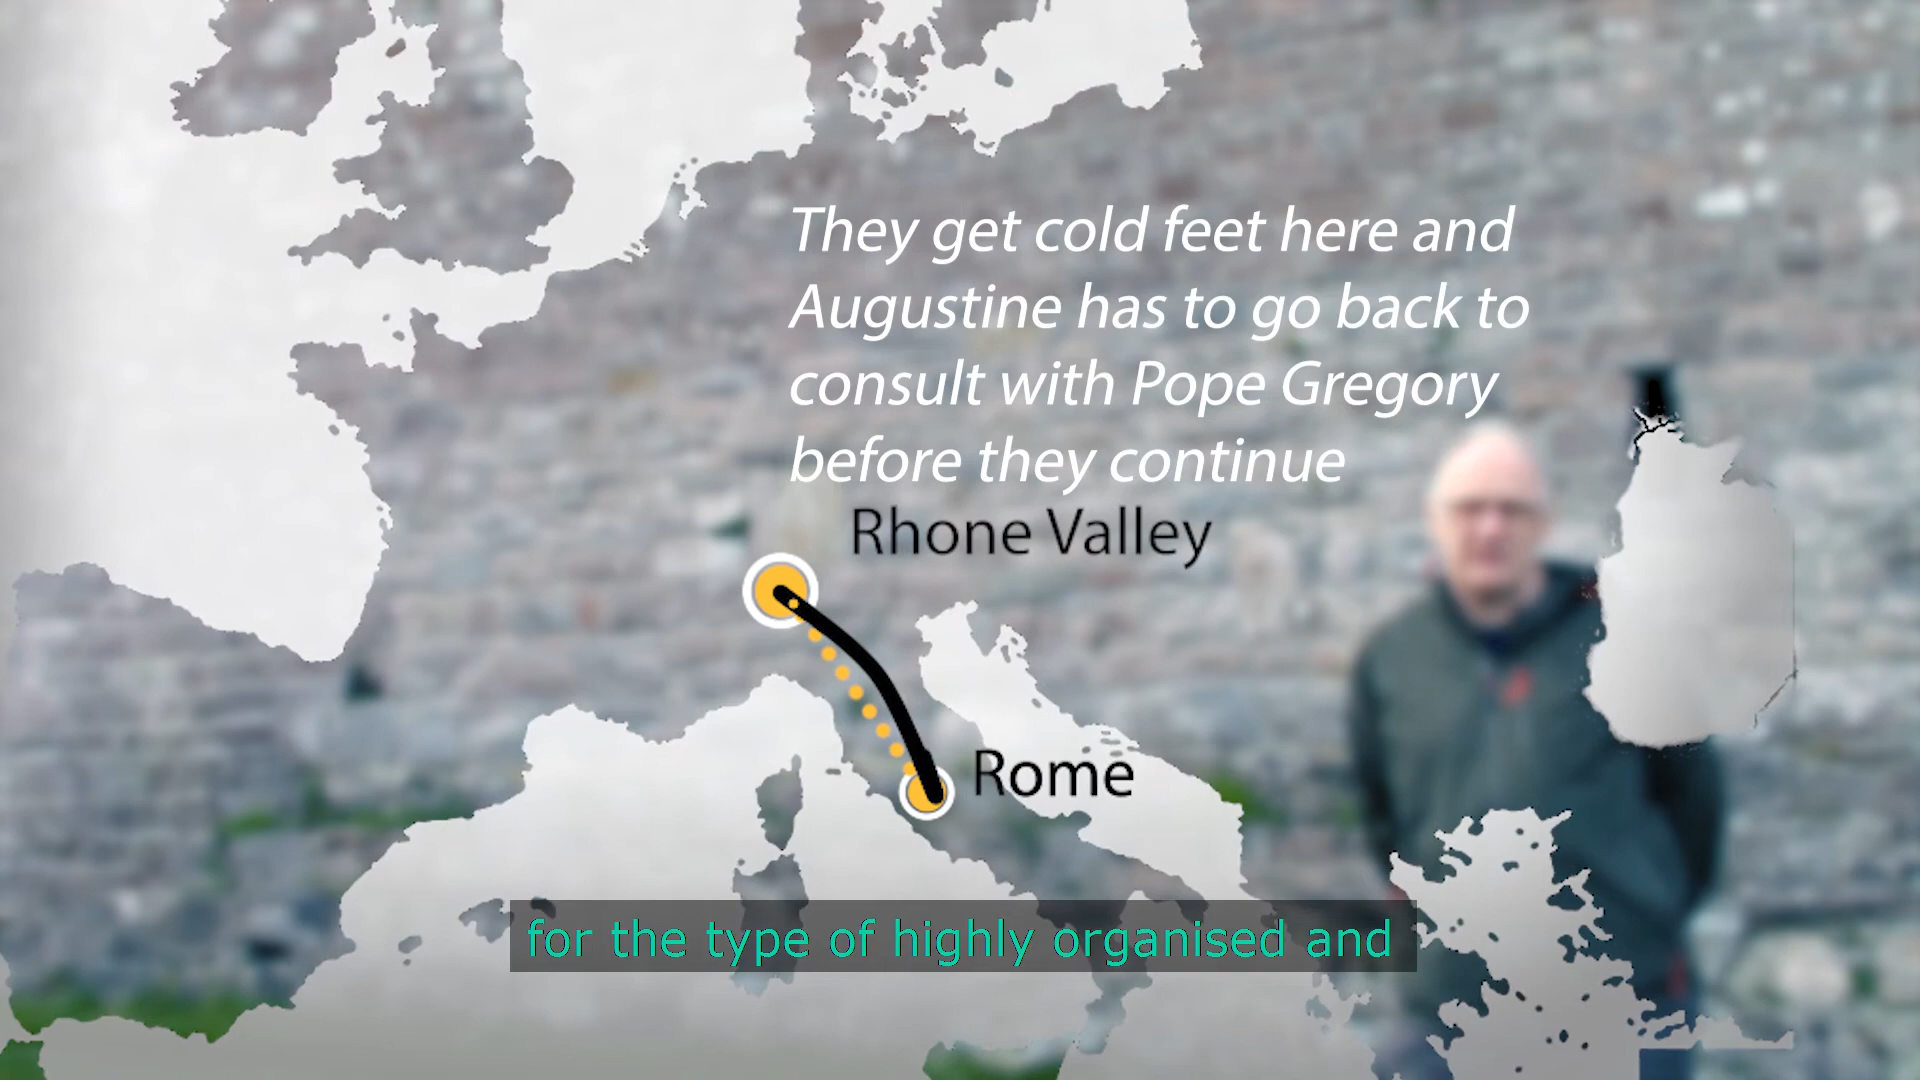 They get cold feet here and
Augustine has to go back to
consult with Pope Gregory
before they continue
Rhone Valley
Rome
for the type of highly organised and